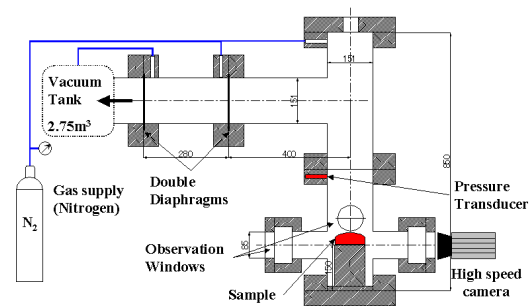 151
Vacuum
Tank
2.75m³
151
280
400
850
Double
Diaphragms
Gas supply
(Nitrogen)
N₂
Pressure
Transducer
85
Observation
Windows
150
Sample
High speed
camera